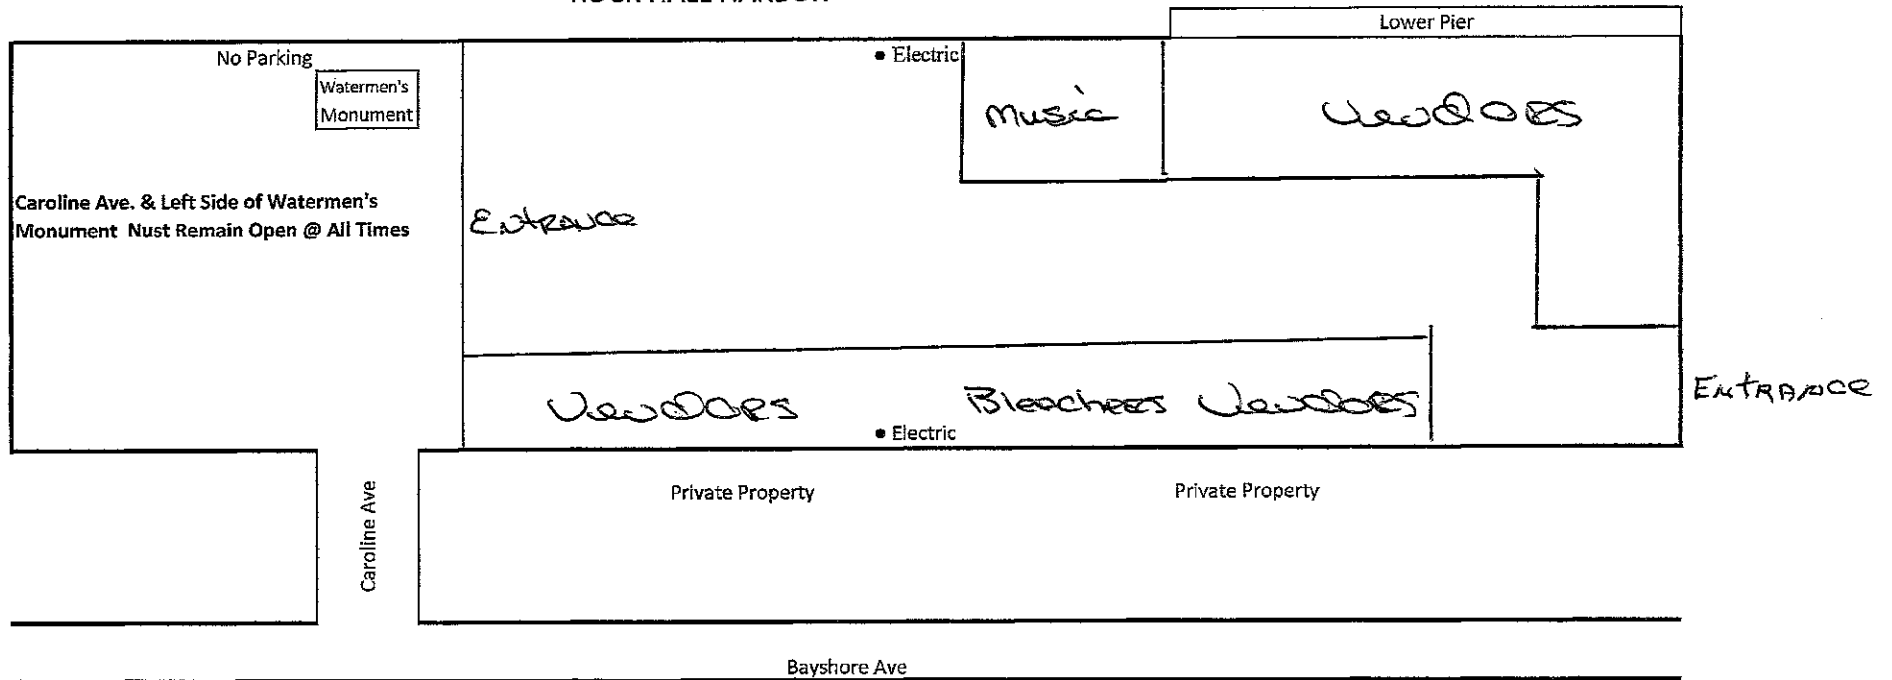 Lower Pier
No Parking
• Electric
Watermen's
Monument
Music
Vendors
Caroline Ave. & Left Side of Watermen's
Monument Nust Remain Open @ All Times
Entrance
Vendors
Bleachers Vendors
Entrance
• Electric
Private Property
Private Property
Caroline Ave
Bayshore Ave